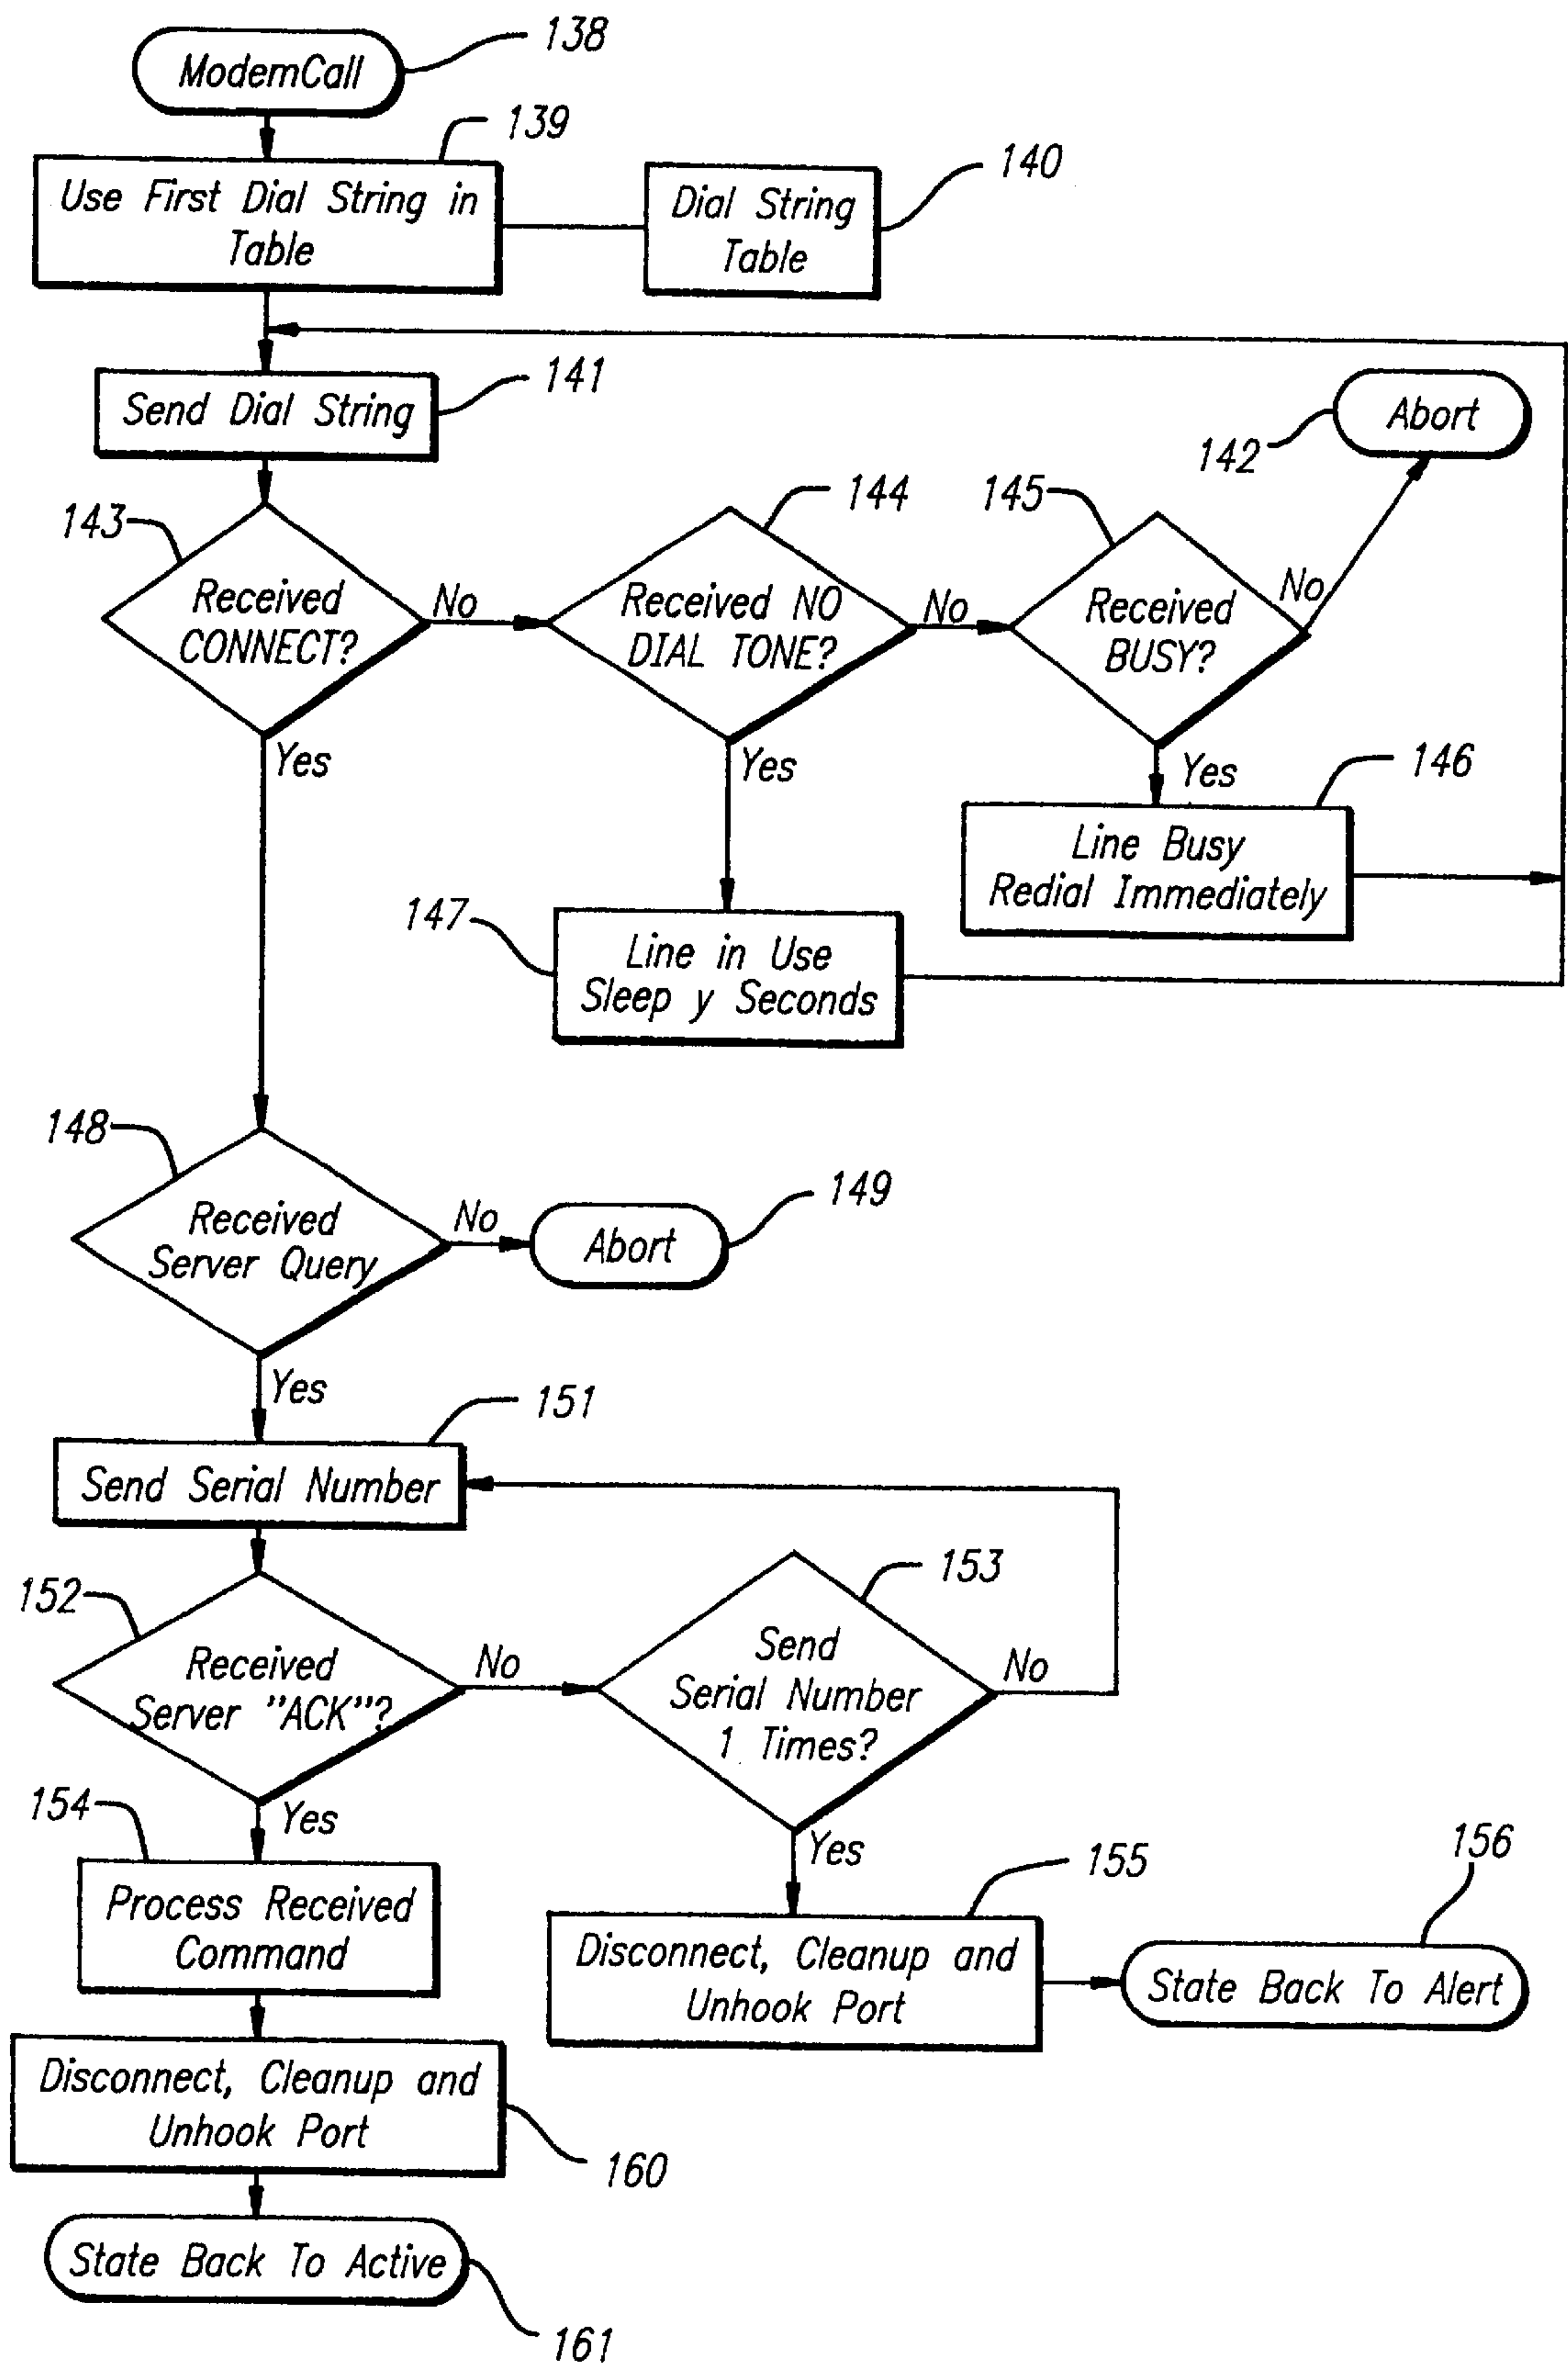 138
ModemCall
139
Use First Dial String in
Table
140
Dial String
Table
141
Send Dial String
142
Abort
143
Received
CONNECT?
No
Yes
144
Received NO
DIAL TONE?
No
Yes
145
Received
BUSY?
No
Yes
146
Line Busy
Redial Immediately
147
Line in Use
Sleep y Seconds
148
Received
Server Query
No
Yes
149
Abort
151
Send Serial Number
152
Received
Server "ACK"?
No
Yes
153
Send
Serial Number
1 Times?
No
Yes
154
Process Received
Command
155
Disconnect, Cleanup and
Unhook Port
156
State Back To Alert
Disconnect, Cleanup and
Unhook Port
160
State Back To Active
161